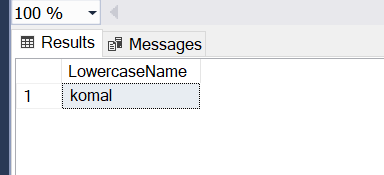 100 %
Results Messages
LowercaseName
1 komal